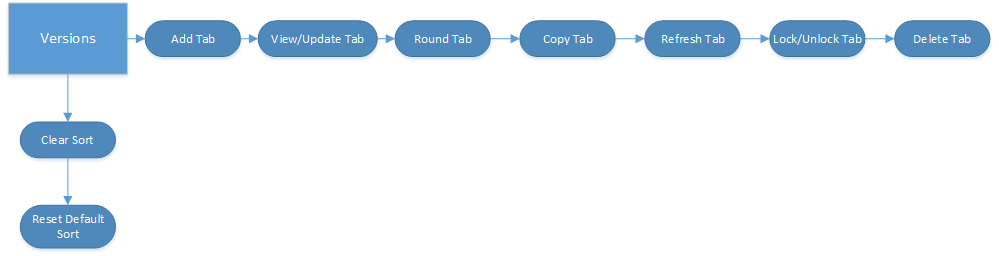 Versions
Add Tab
View/Update Tab
Round Tab
Copy Tab
Refresh Tab
Lock/Unlock Tab
Delete Tab
Clear Sort
Reset Default
Sort